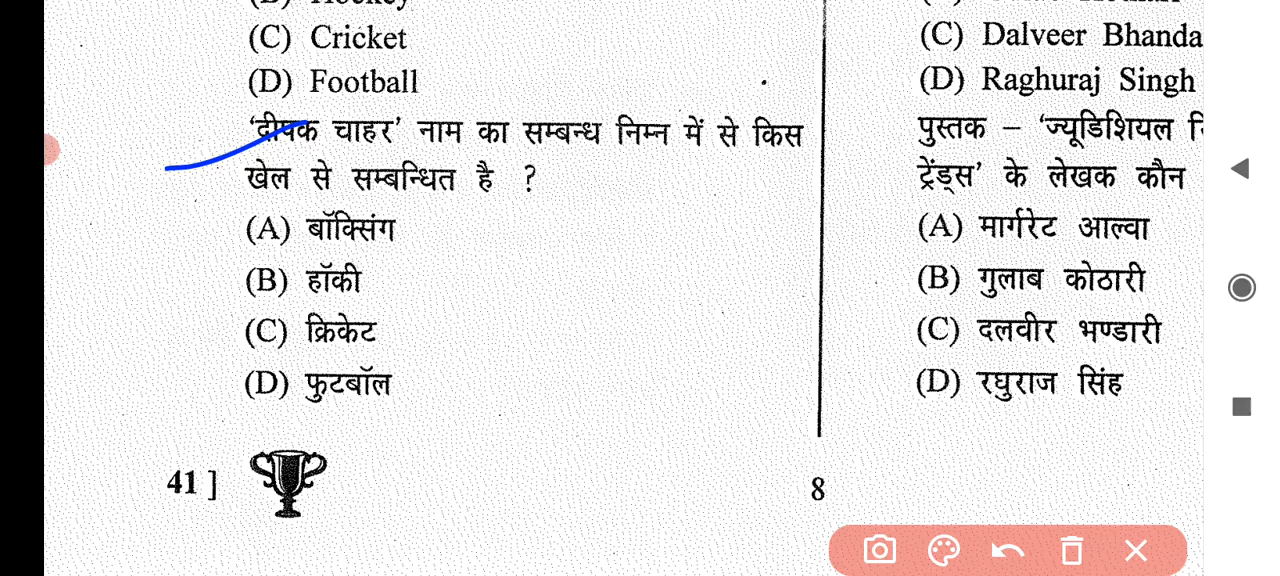 (C) Cricket
(D) Football
'दीपक चाहर' नाम का सम्बन्ध निम्न में से किस
खेल से सम्बन्धित है ?
(A) बॉक्सिंग
(B) हॉकी
(C) क्रिकेट
(D) फुटबॉल
41 ]
(C) Dalveer Bhanda
(D) Raghuraj Singh
पुस्तक – 'ज्यूडिशियल
ट्रेंड्स' के लेखक कौन
(A) मार्गरेट आल्वा
(B) गुलाब कोठारी
(C) दलवीर भण्डारी
(D) रघुराज सिंह
8